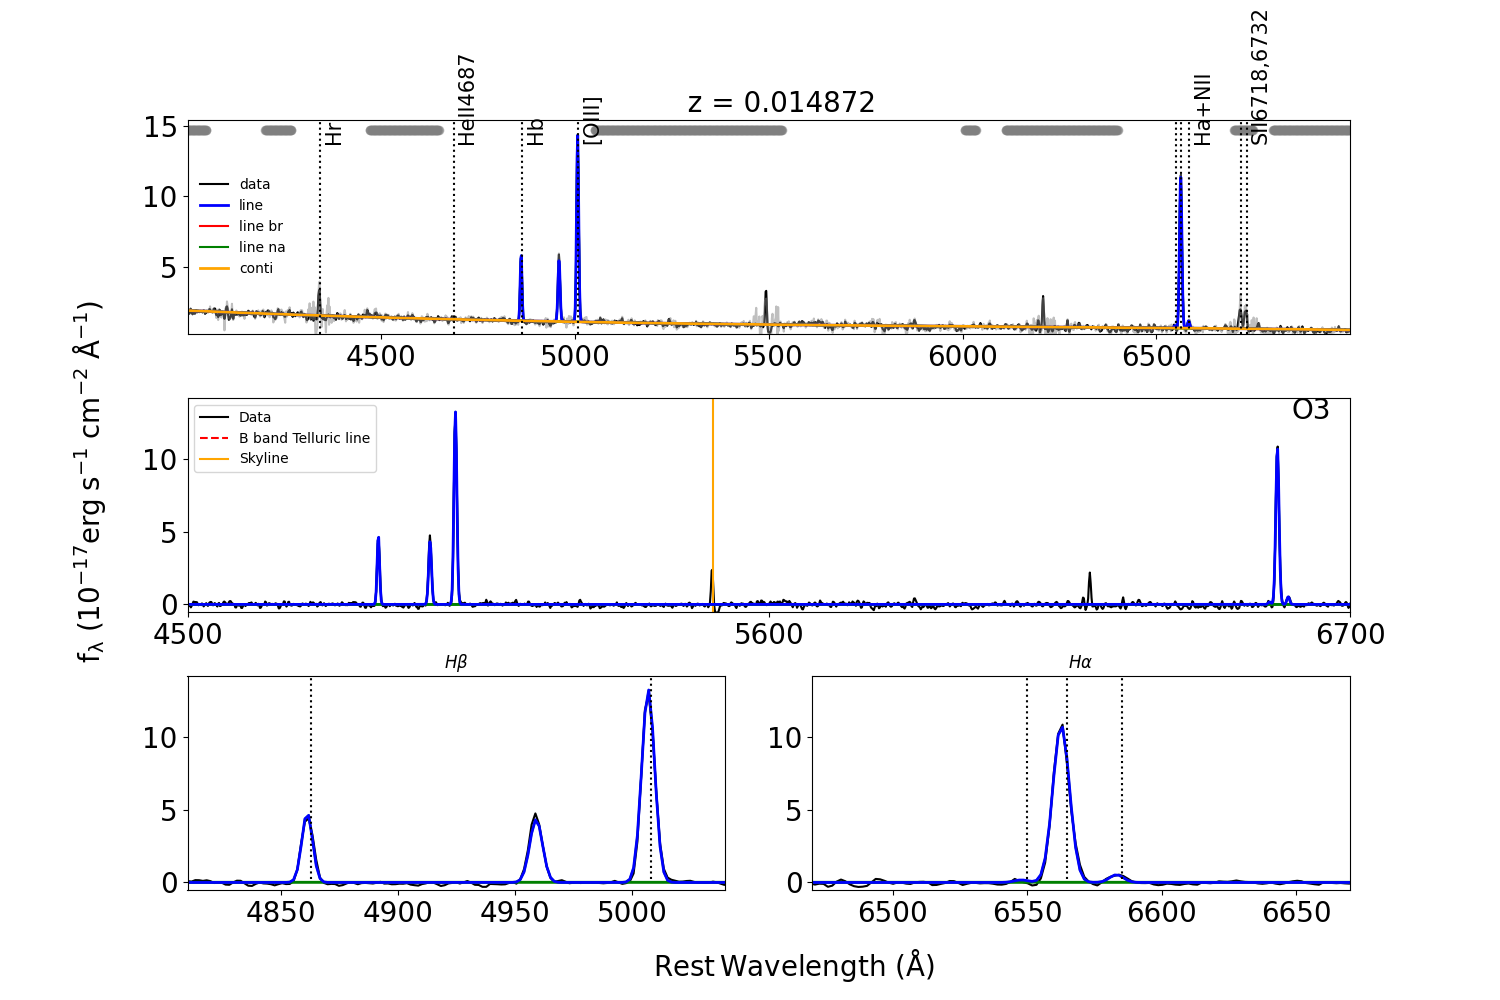 z = 0.014872
Hr
HeII4687
Hb
[OIII]
Ha+NII
SII6718,6732
15
10
5
data
line
line br
line na
conti
4500
5000
5500
6000
6500
fλ (10−17erg s−1 cm−2 Å−1)
O3
10
5
0
Data
B band Telluric line
Skyline
4500
5600
6700
Hβ
10
5
0
4850
4900
4950
5000
Hα
10
5
0
6500
6550
6600
6650
Rest Wavelength (Å)